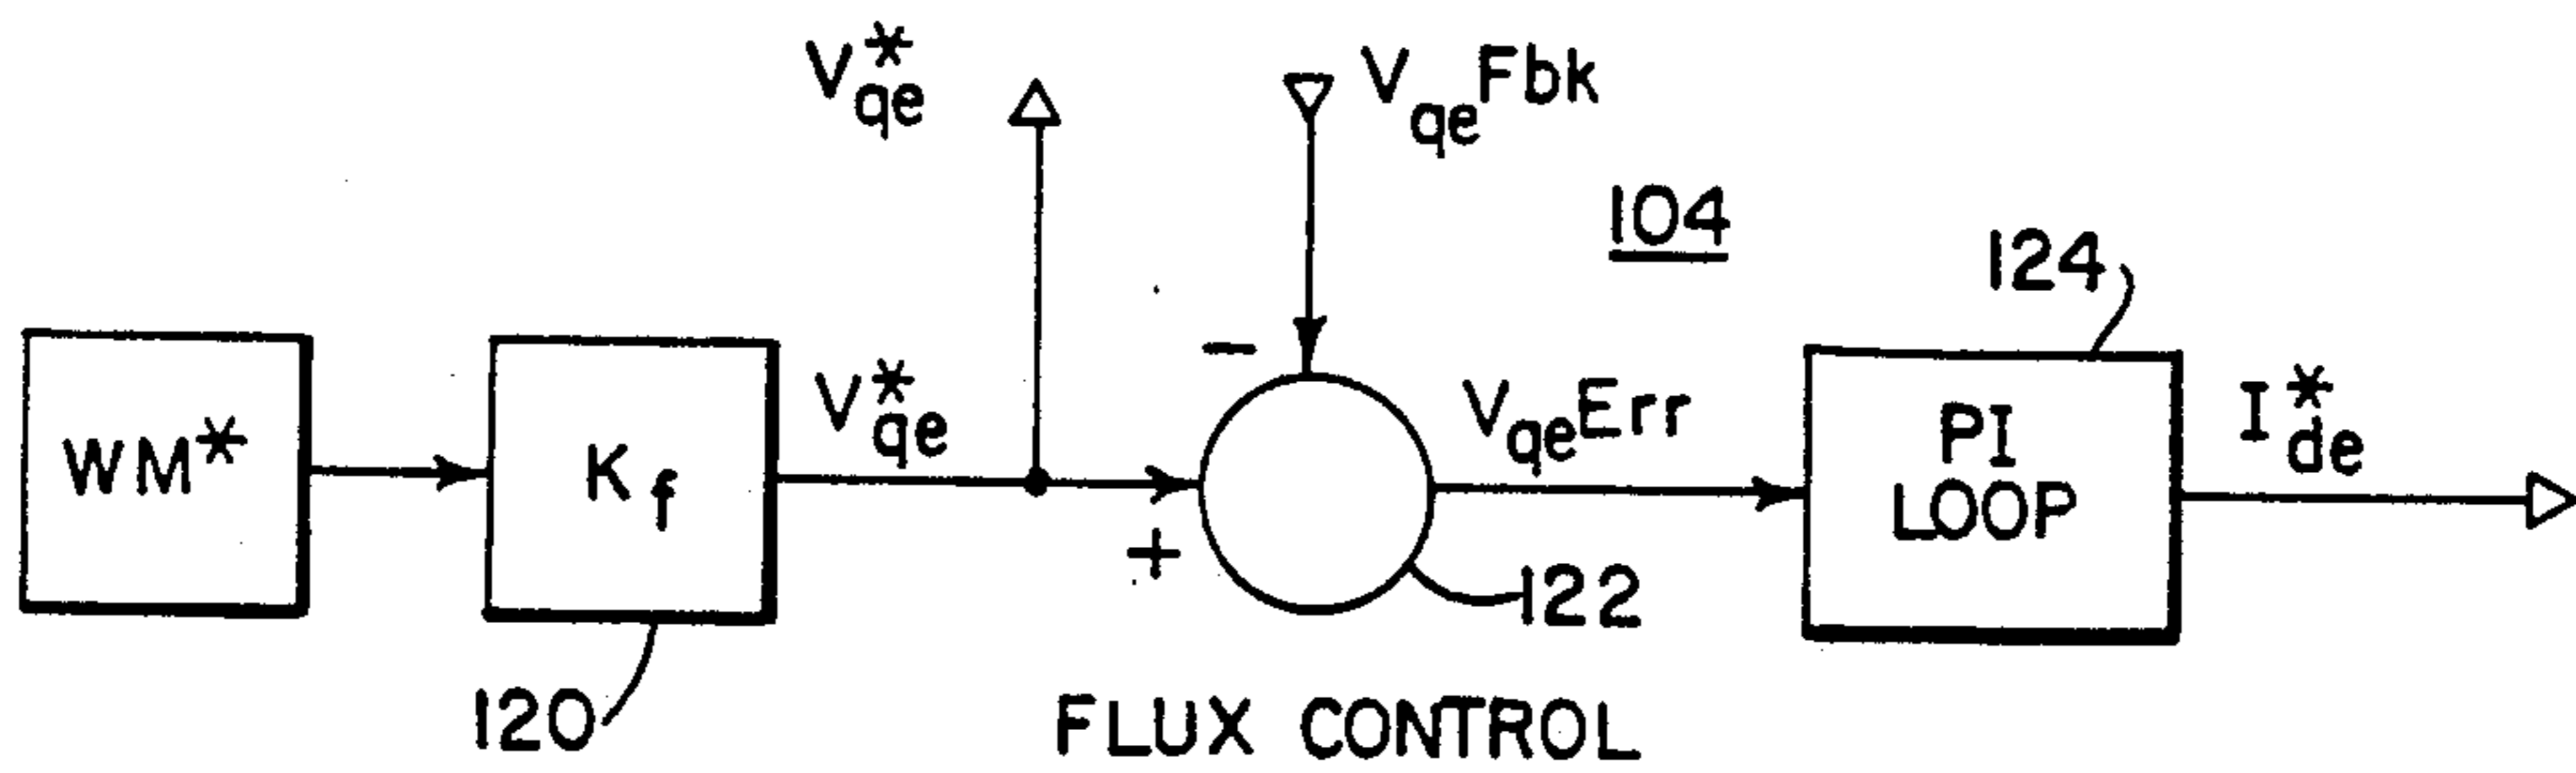 V*qe
VqeFbk
104
124
WM*
Kf
V*qe
VqeErr
PI
LOOP
I*de
-
+
122
120
FLUX CONTROL